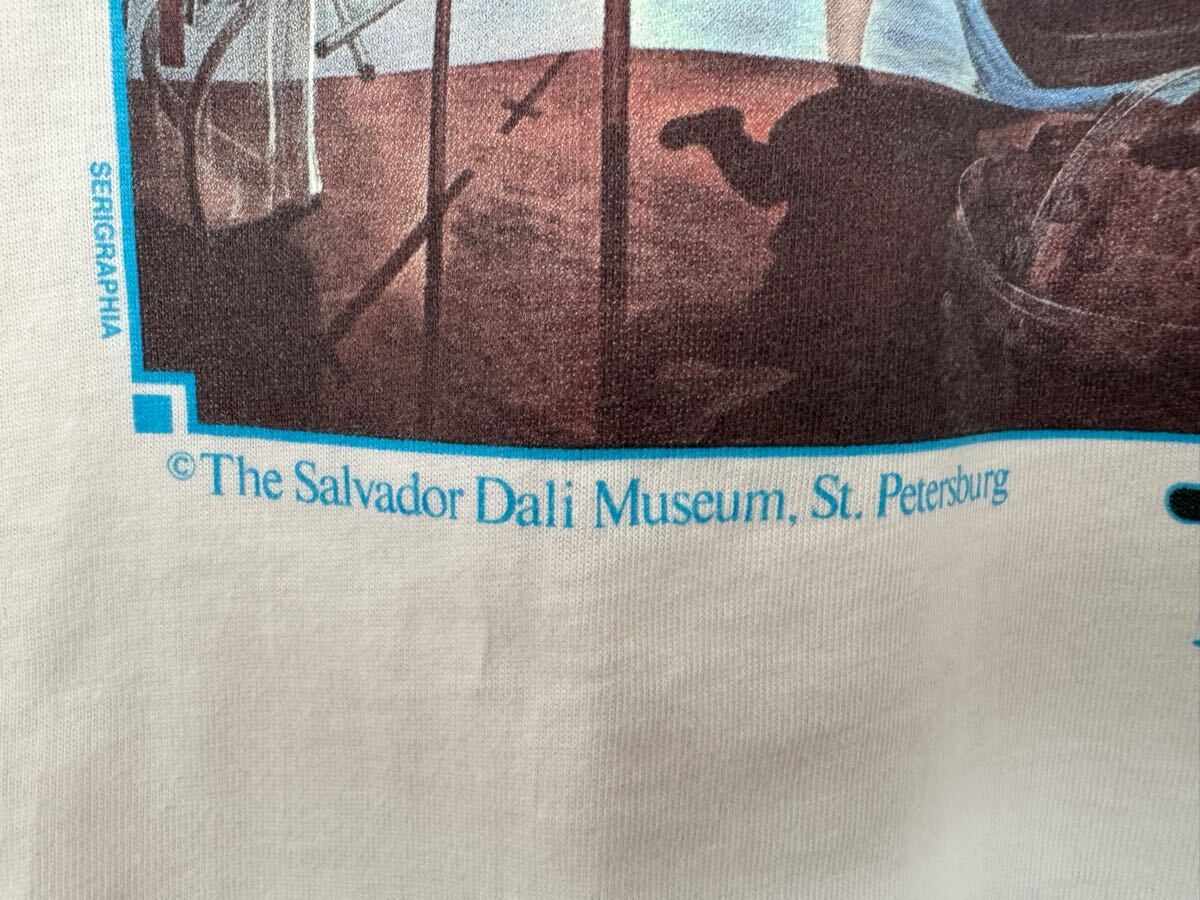 SERIGRAPHIA
© The Salvador Dali Museum, St. Petersburg